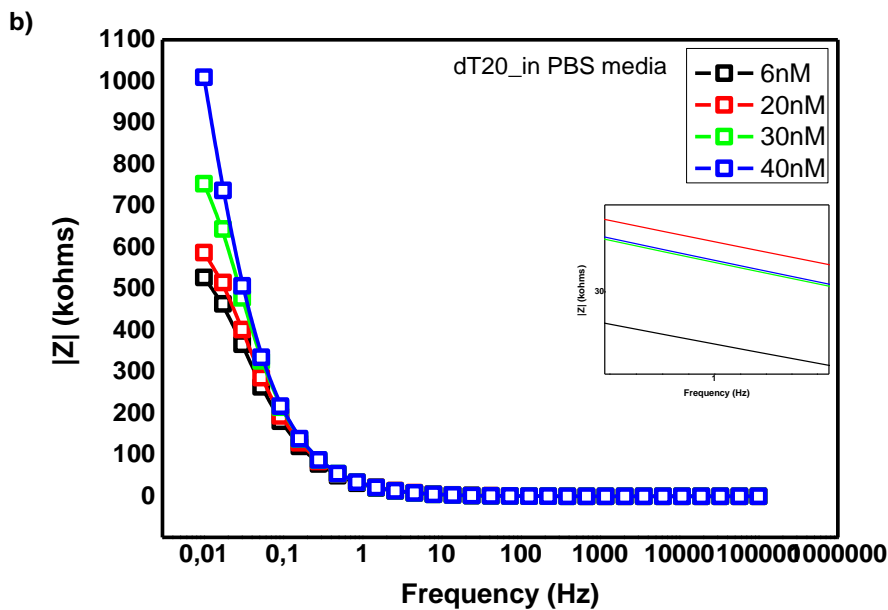 b)
1100
1000
900
800
700
600
500
400
300
200
100
0
|Z| (kohms)
dT20_in PBS media
6nM
20nM
30nM
40nM
|Z| (kohms)
30
1
Frequency (Hz)
0,01 0,1 1 10 100 1000 10000 100000 1000000
Frequency (Hz)